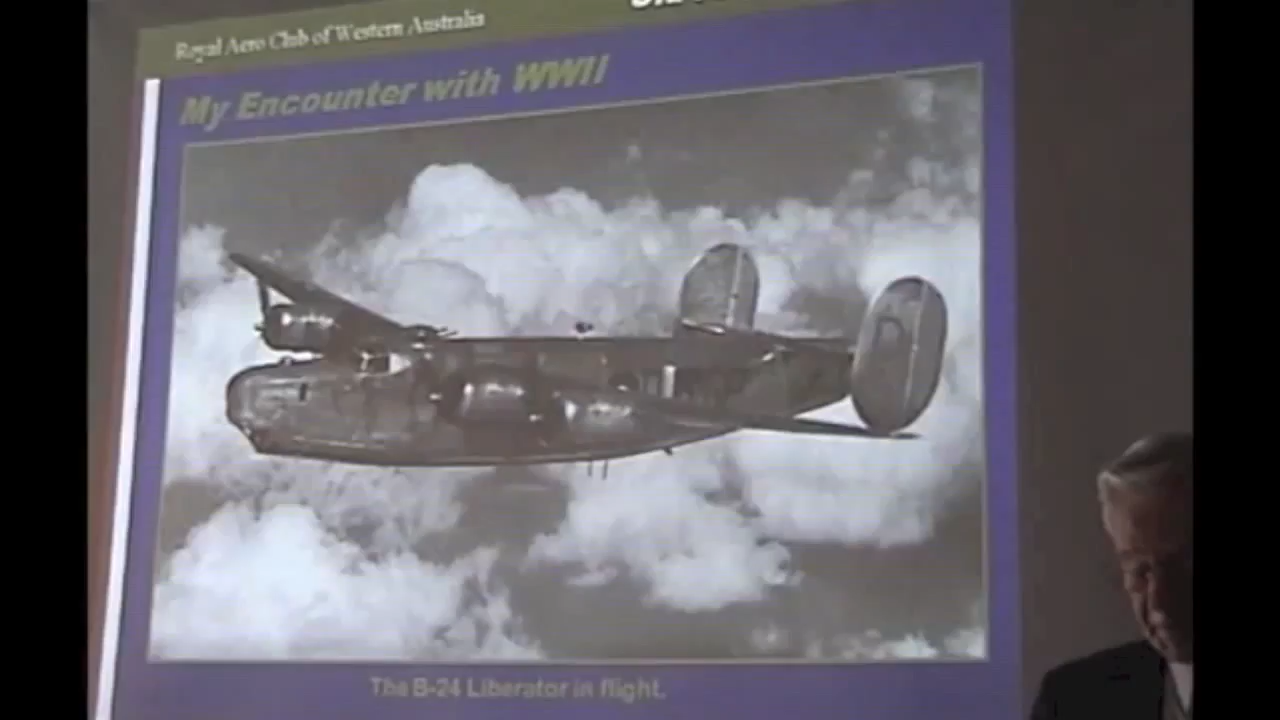 Royal Aero Club of Western Australia
My Encounter with WWII
The B-24 Liberator in flight.